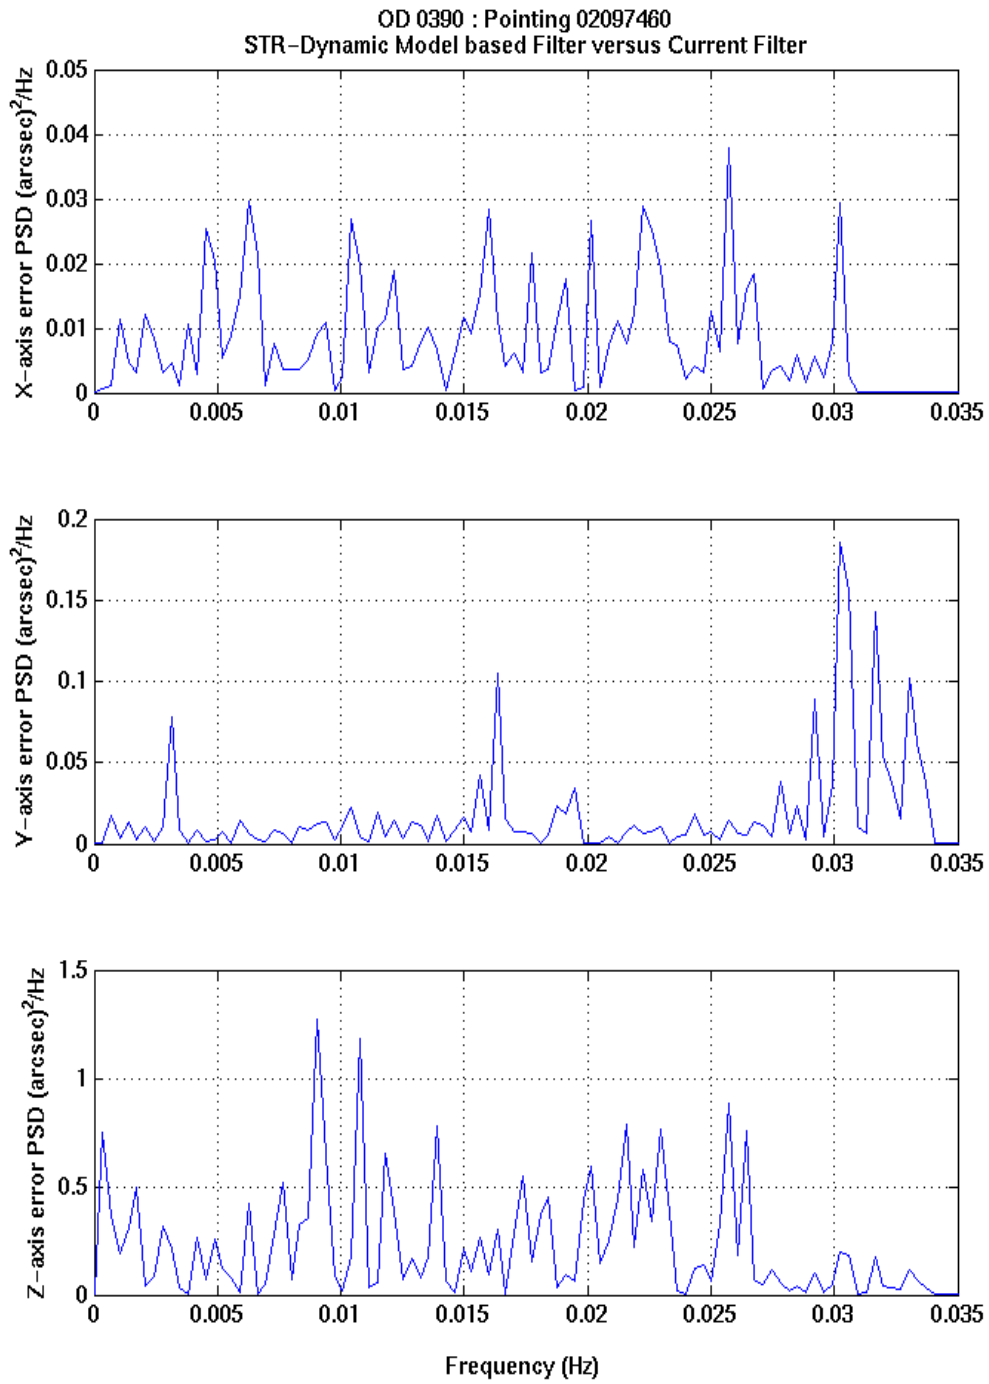 OD 0390 : Pointing 02097460
STR-Dynamic Model based Filter versus Current Filter
X-axis error PSD (arcsec)²/Hz
0.05
0.04
0.03
0.02
0.01
0
0 0.005 0.01 0.015 0.02 0.025 0.03 0.035
Y-axis error PSD (arcsec)²/Hz
0.2
0.15
0.1
0.05
0
0 0.005 0.01 0.015 0.02 0.025 0.03 0.035
Z-axis error PSD (arcsec)²/Hz
1.5
1
0.5
0
0 0.005 0.01 0.015 0.02 0.025 0.03 0.035
Frequency (Hz)